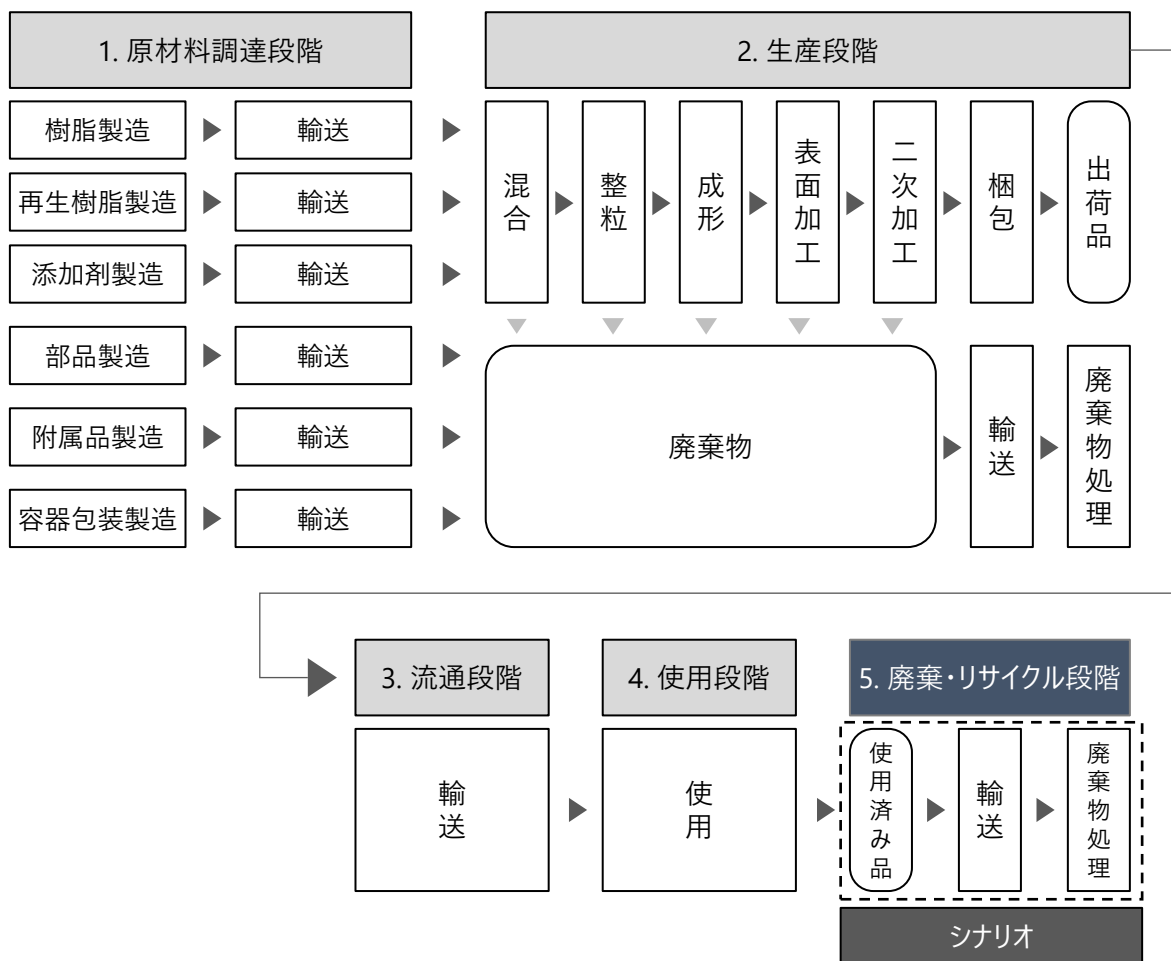 1. 原材料調達段階
2. 生産段階
樹脂製造
輸送
再生樹脂製造
輸送
添加剤製造
輸送
部品製造
輸送
附属品製造
輸送
容器包装製造
輸送
混合
整粒
成形
表面加工
二次加工
梱包
出荷品
廃棄物
輸送
廃棄物処理
3. 流通段階
4. 使用段階
5. 廃棄・リサイクル段階
輸送
使用
使用済み品
輸送
廃棄物処理
シナリオ